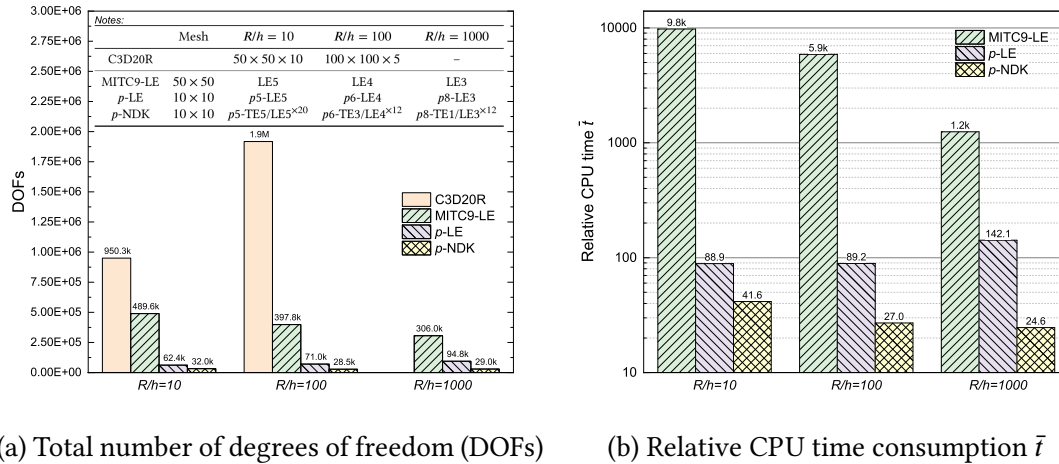 3.00E+06
2.75E+06
2.50E+06
2.25E+06
2.00E+06
1.75E+06
1.50E+06
1.25E+06
1.00E+06
7.50E+05
5.00E+05
2.50E+05
0.00E+00
DOFs
Notes:
Mesh R/h = 10 R/h = 100 R/h = 1000
C3D20R 50 × 50 × 10 100 × 100 × 5 –
MITC9-LE 50 × 50 LE5 LE4 LE3
p-LE 10 × 10 p5-LE5 p6-LE4 p8-LE3
p-NDK 10 × 10 p5-TE5/LE5×20 p6-TE3/LE4×12 p8-TE1/LE3×12
C3D20R
MITC9-LE
p-LE
p-NDK
950.3k
489.6k
62.4k
32.0k
1.9M
397.8k
71.0k
28.5k
306.0k
94.8k
29.0k
R/h=10 R/h=100 R/h=1000
(a) Total number of degrees of freedom (DOFs)
10000
1000
100
10
Relative CPU time t̄
MITC9-LE
p-LE
p-NDK
9.8k
88.9
41.6
5.9k
89.2
27.0
1.2k
142.1
24.6
R/h=10 R/h=100 R/h=1000
(b) Relative CPU time consumption t̄